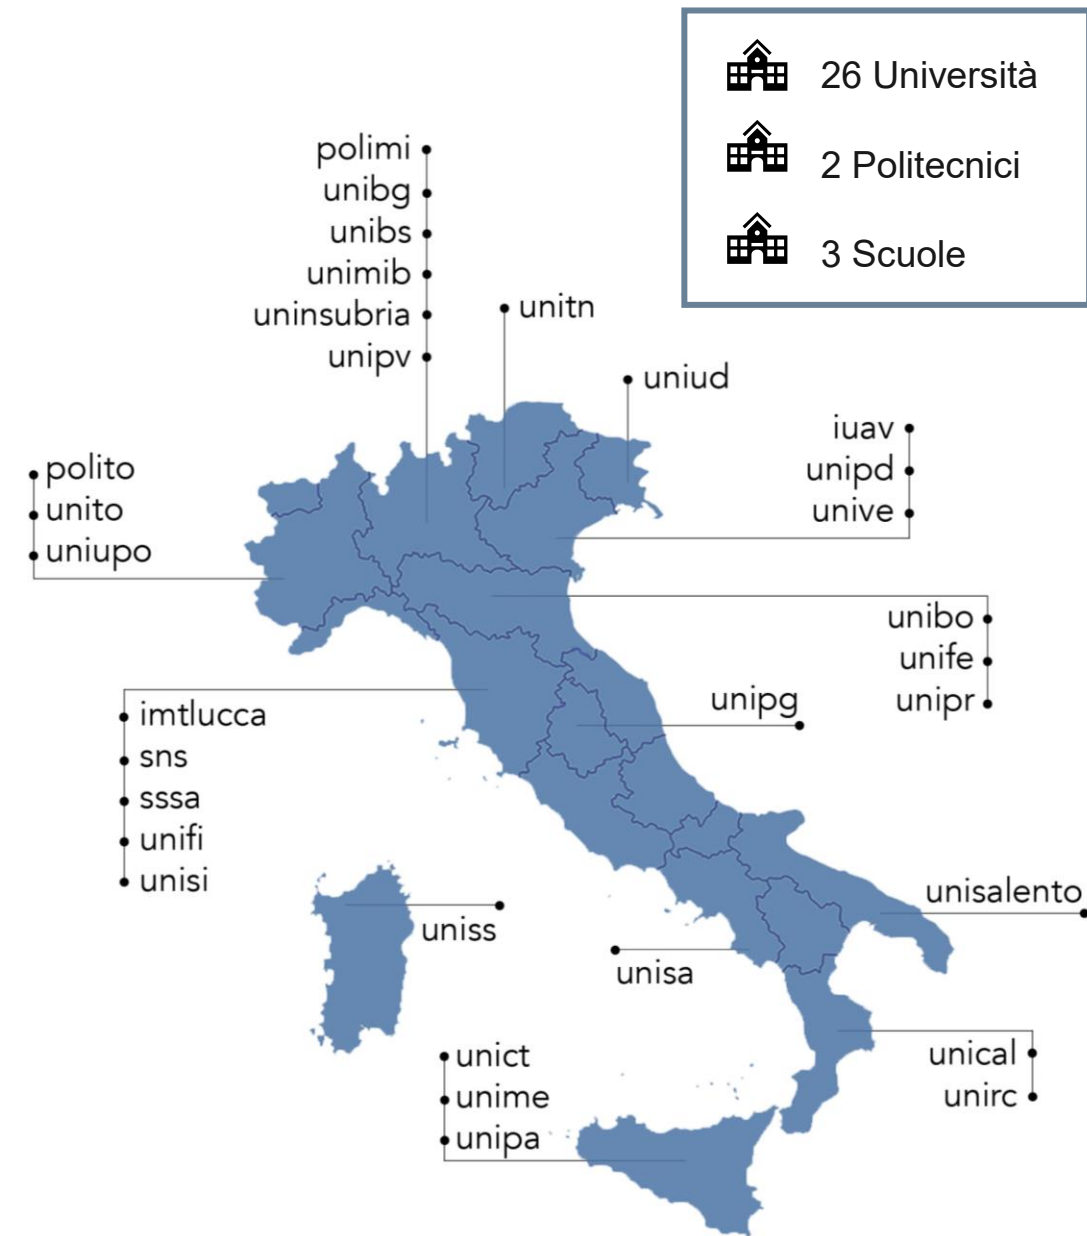 26 Università
2 Politecnici
3 Scuole
polimi
unibg
unibs
unimib
uninsubria
unipv
unitn
uniud
iuav
unipd
unive
polito
unito
uniupo
unibo
unife
unipr
unipg
imtlucca
sns
sssa
unifi
unisi
unisalento
uniss
unisa
unical
unirc
unict
unime
unipa